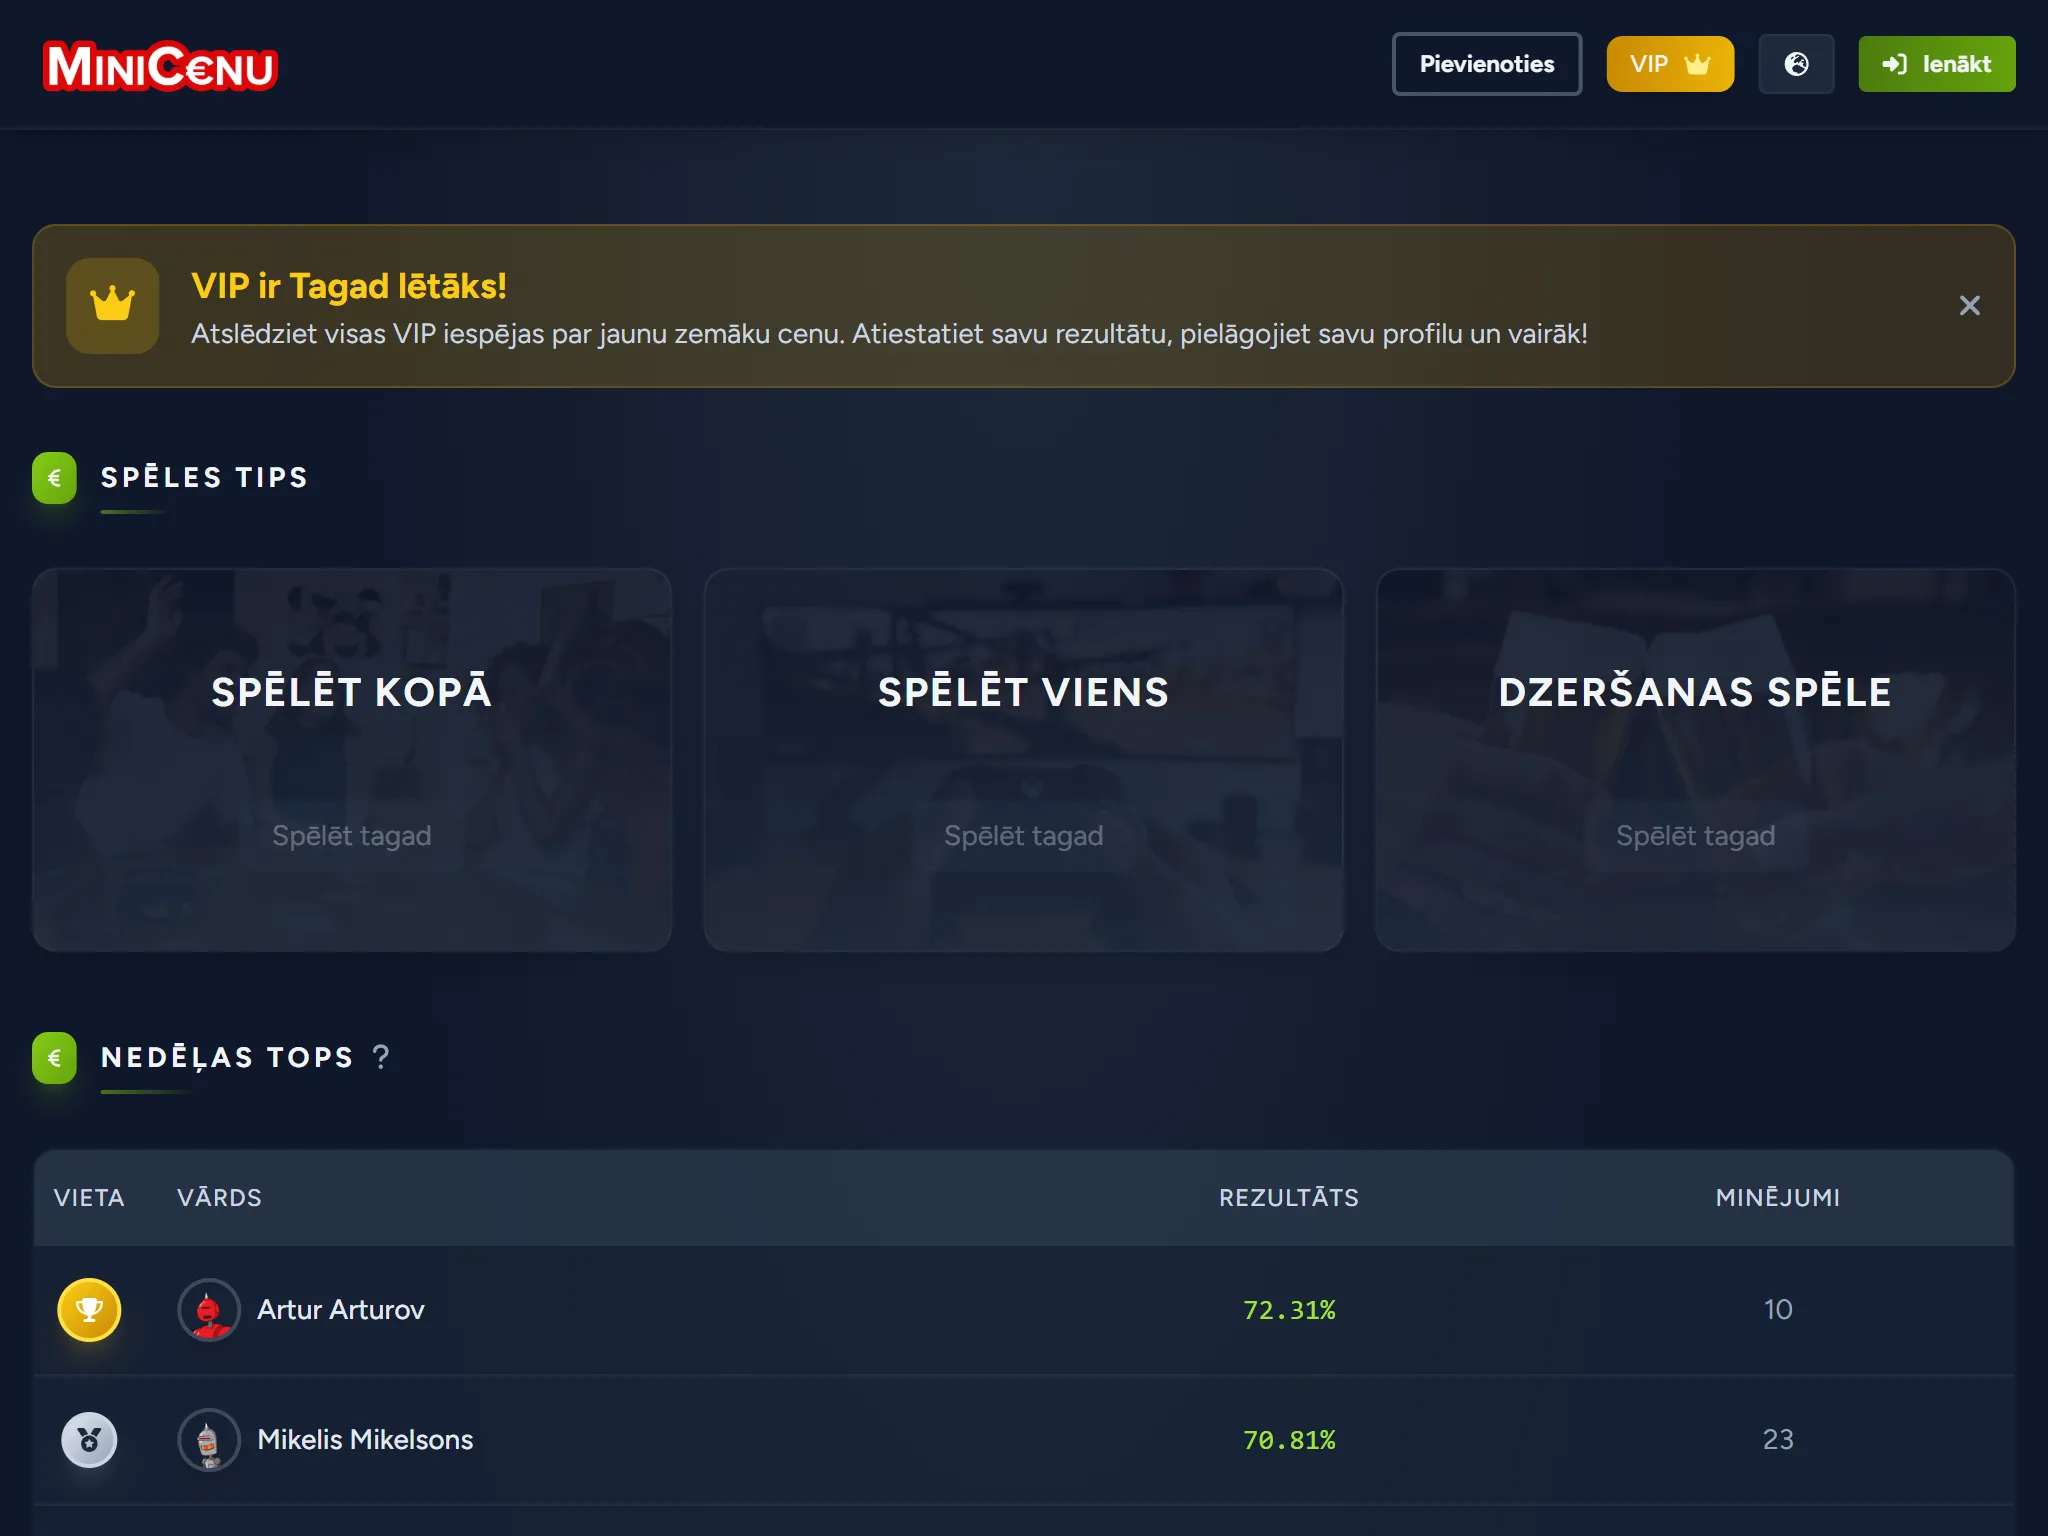 MiniC€nu
Pievienoties
VIP
Ienākt
VIP ir Tagad lētāks!
Atslēdziet visas VIP iespējas par jaunu zemāku cenu. Atiestatiet savu rezultātu, pielāgojiet savu profilu un vairāk!
€ SPĒLES TIPS
SPĒLĒT KOPĀ
Spēlēt tagad
SPĒLĒT VIENS
Spēlēt tagad
DZERŠANAS SPĒLE
Spēlēt tagad
€ NEDĒĻAS TOPS ?
VIETA VĀRDS REZULTĀTS MINĒJUMI
Artur Arturov 72.31% 10
Mikelis Mikelsons 70.81% 23